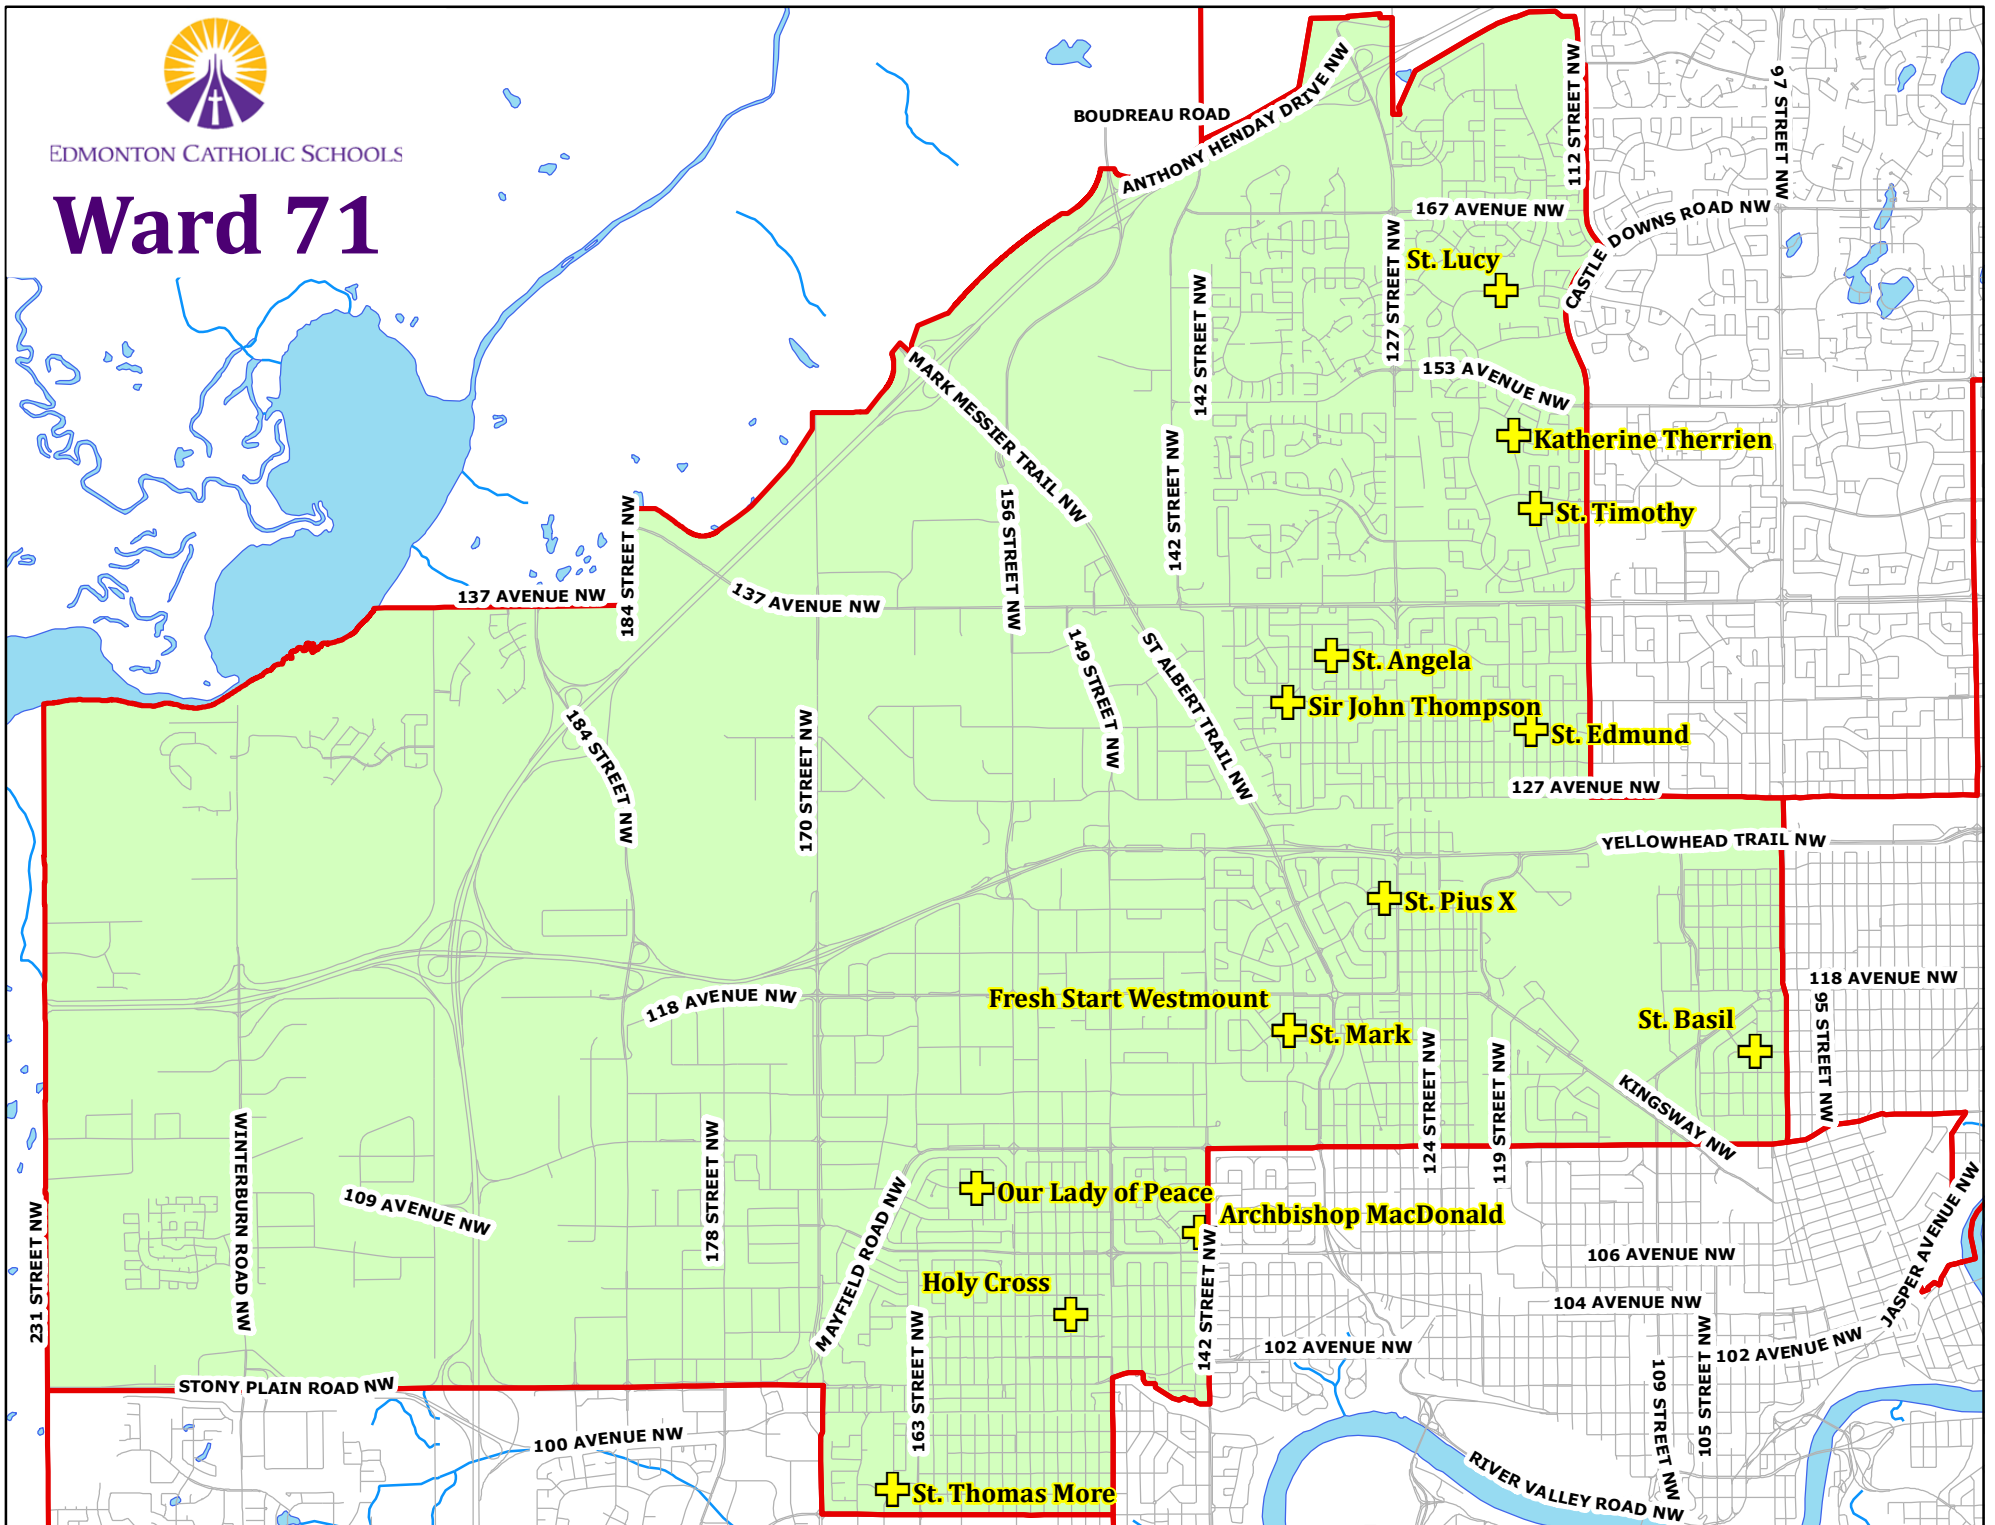 EDMONTON CATHOLIC SCHOOLS
Ward 71
BOUDREAU ROAD
ANTHONY HENDAY DRIVE NW
112 STREET NW
97 STREET NW
167 AVENUE NW
CASTLE DOWNS ROAD NW
127 STREET NW
St. Lucy
142 STREET NW
MARK MESSIER TRAIL NW
153 AVENUE NW
142 STREET NW
Katherine Therrien
156 STREET NW
184 STREET NW
St. Timothy
137 AVENUE NW
137 AVENUE NW
149 STREET NW
ST ALBERT TRAIL NW
St. Angela
Sir John Thompson
St. Edmund
184 STREET NW
170 STREET NW
127 AVENUE NW
YELLOWHEAD TRAIL NW
St. Pius X
118 AVENUE NW
118 AVENUE NW
Fresh Start Westmount
St. Mark
St. Basil
95 STREET NW
124 STREET NW
119 STREET NW
KINGSWAY NW
WINTERBURN ROAD NW
178 STREET NW
109 AVENUE NW
MAYFIELD ROAD NW
Our Lady of Peace
Archbishop MacDonald
231 STREET NW
142 STREET NW
106 AVENUE NW
JASPER AVENUE NW
Holy Cross
104 AVENUE NW
102 AVENUE NW
102 AVENUE NW
163 STREET NW
109 STREET NW
105 STREET NW
STONY PLAIN ROAD NW
100 AVENUE NW
St. Thomas More
RIVER VALLEY ROAD NW